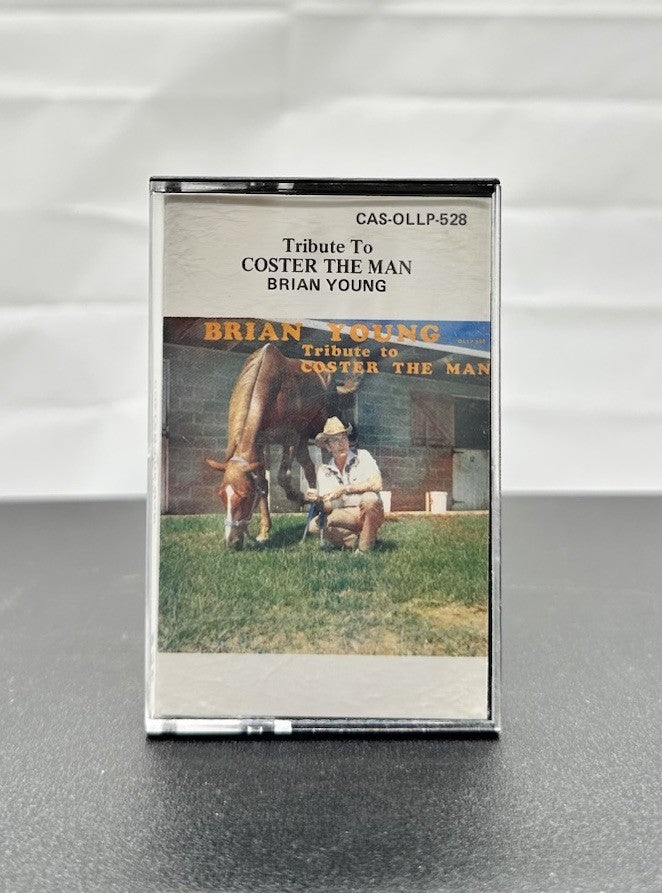 CAS-OLLP-528
Tribute To
COSTER THE MAN
BRIAN YOUNG
BRIAN YOUNG
Tribute to
COSTER THE MAN